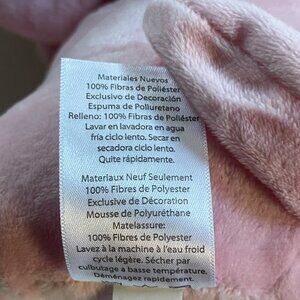 Materiales Nuevos
100% Fibras de Poliéster
Exclusivo de Decoración
Espuma de Poliuretano
Relleno: 100% Fibras de Poliéster
Lavar en lavadora en agua
fría ciclo lento. Secar en
secadora ciclo lento.
Quite rápidamente.
Materiaux Neuf Seulement
100% Fibres de Polyester
Exclusive de Décoration
Mousse de Polyuréthane
Matelassure:
100% Fibres de Polyester
Lavez à la machine à l'eau froid
cycle légère. Sécher par
culbutage a basse température.
Déménagez rapidement.